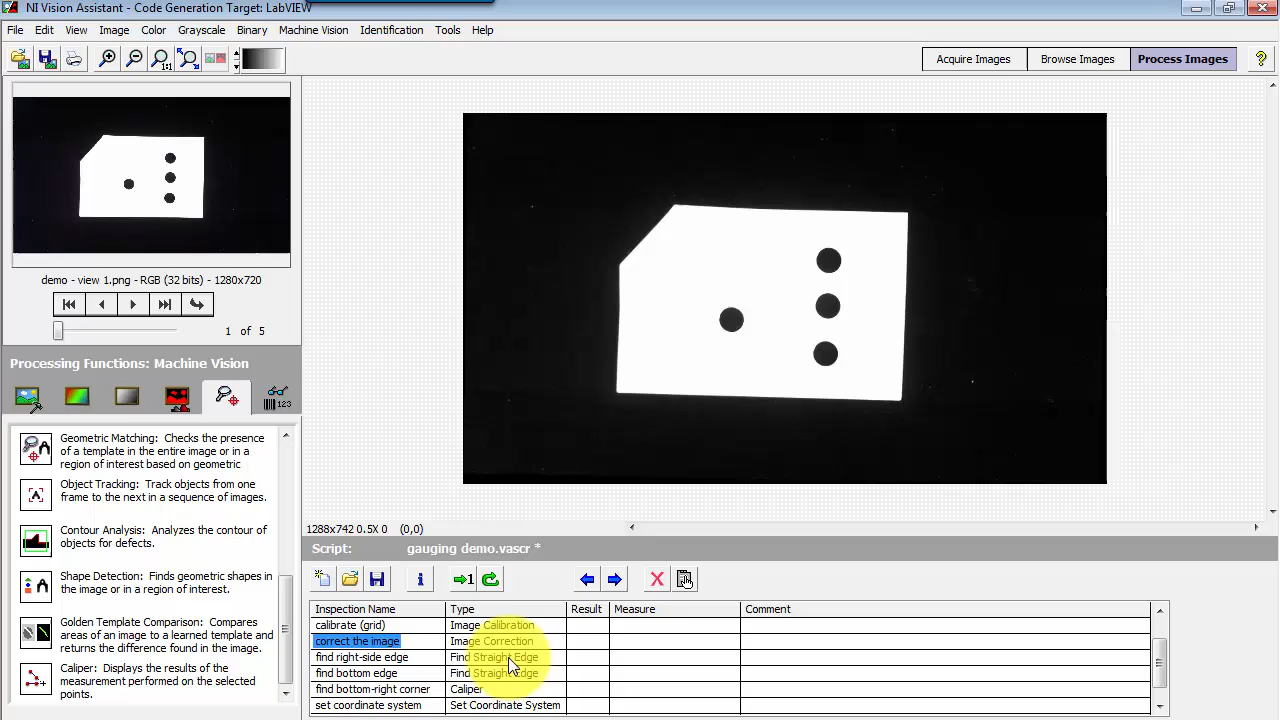 NI Vision Assistant - Code Generation Target: LabVIEW
File Edit View Image Color Grayscale Binary Machine Vision Identification Tools Help
1:1
Acquire Images Browse Images Process Images ?
demo - view 1.png - RGB (32 bits) - 1280x720
1 of 5
Processing Functions: Machine Vision
123
Geometric Matching: Checks the presence
of a template in the entire image or in a
region of interest based on geometric
Object Tracking: Track objects from one
frame to the next in a sequence of images.
Contour Analysis: Analyzes the contour of
objects for defects.
Shape Detection: Finds geometric shapes in
the image or in a region of interest.
Golden Template Comparison: Compares
areas of an image to a learned template and
returns the difference found in the image.
Caliper: Displays the results of the
measurement performed on the selected
points.
1288x742 0.5X 0 (0,0)
Script: gauging demo.vascr *
Inspection Name Type Result Measure Comment
calibrate (grid) Image Calibration
correct the image Image Correction
find right-side edge Find Straight Edge
find bottom edge Find Straight Edge
find bottom-right corner Caliper
set coordinate system Set Coordinate System